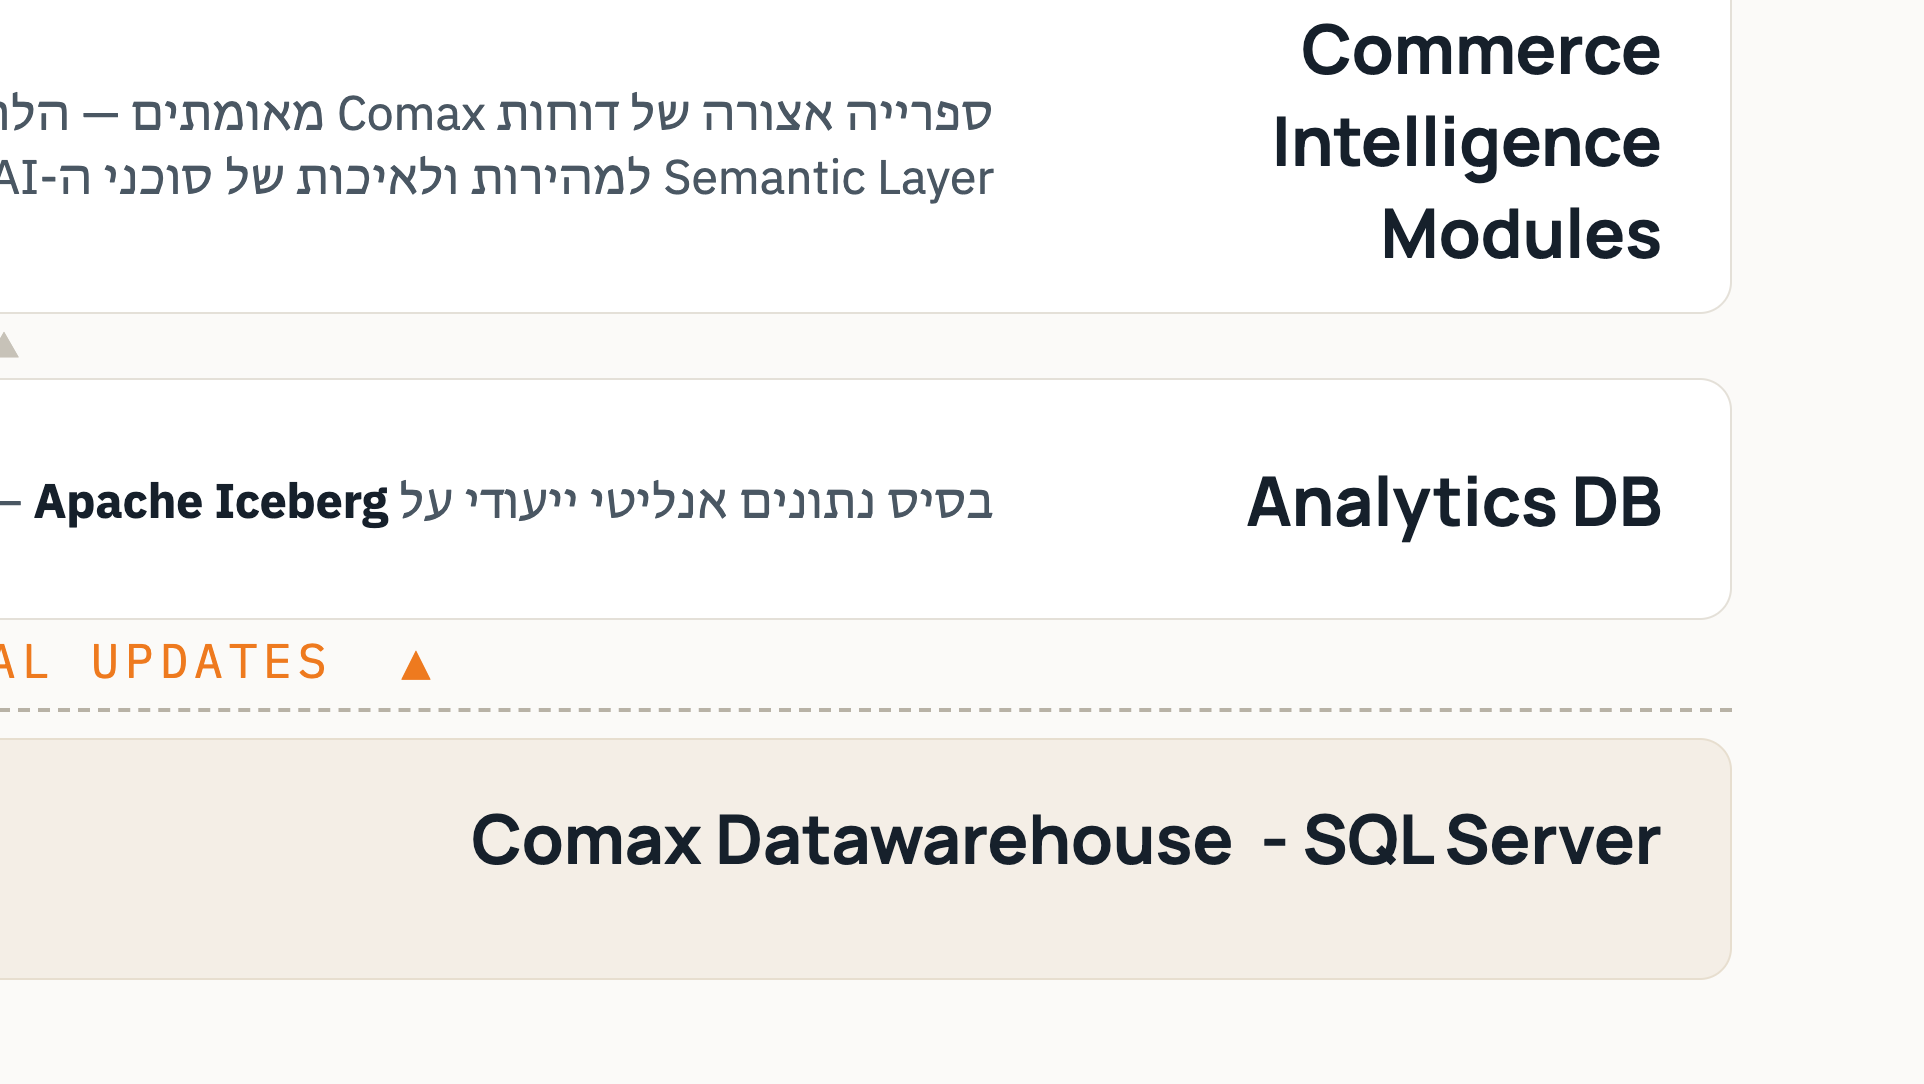 Commerce
Intelligence
Modules
ספרייה אצורה של דוחות Comax מאומתים —
Semantic Layer למהירות ולאיכות של סוכני ה-AI
▲
Analytics DB
בסיס נתונים אנליטי ייעודי על Apache Iceberg –
UPDATES ▲
Comax Datawarehouse - SQL Server